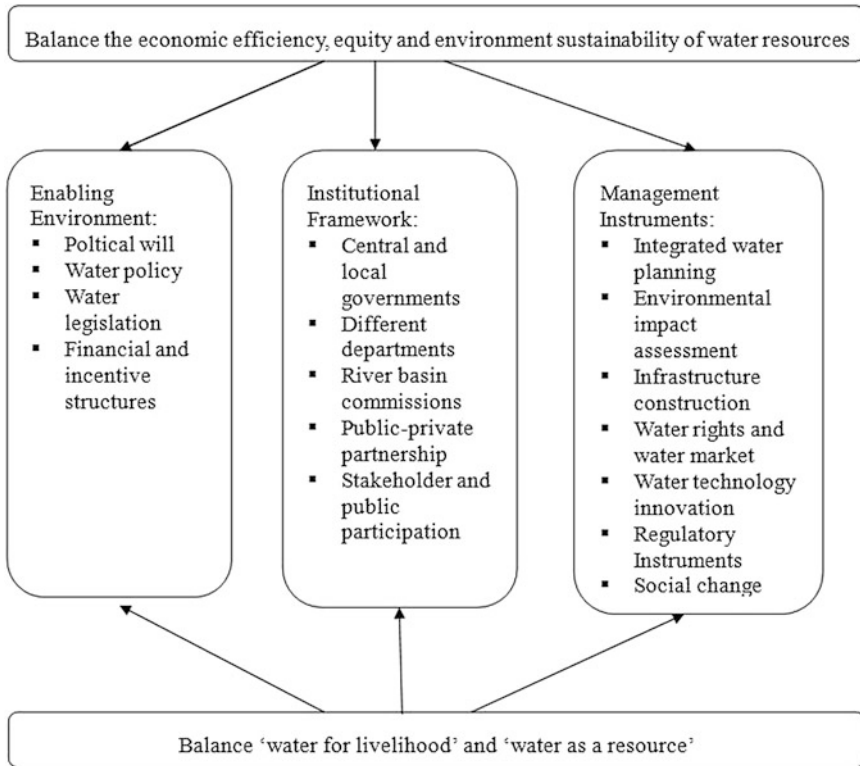 Balance the economic efficiency, equity and environment sustainability of water resources
Enabling
Environment:
▪ Poltical will
▪ Water policy
▪ Water
legislation
▪ Financial and
incentive
structures
Institutional
Framework:
▪ Central and
local
governments
▪ Different
departments
▪ River basin
commissions
▪ Public-private
partnership
▪ Stakeholder and
public
participation
Management
Instruments:
▪ Integrated water
planning
▪ Environmental
impact
assessment
▪ Infrastructure
construction
▪ Water rights and
water market
▪ Water technology
innovation
▪ Regulatory
Instruments
▪ Social change
Balance ‘water for livelihood’ and ‘water as a resource’